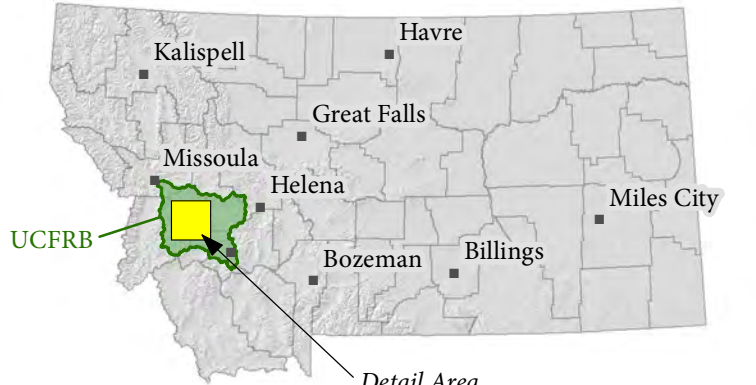 Havre
Kalispell
Great Falls
Missoula
Helena
Miles City
UCFRB
Bozeman
Billings
Detail Area